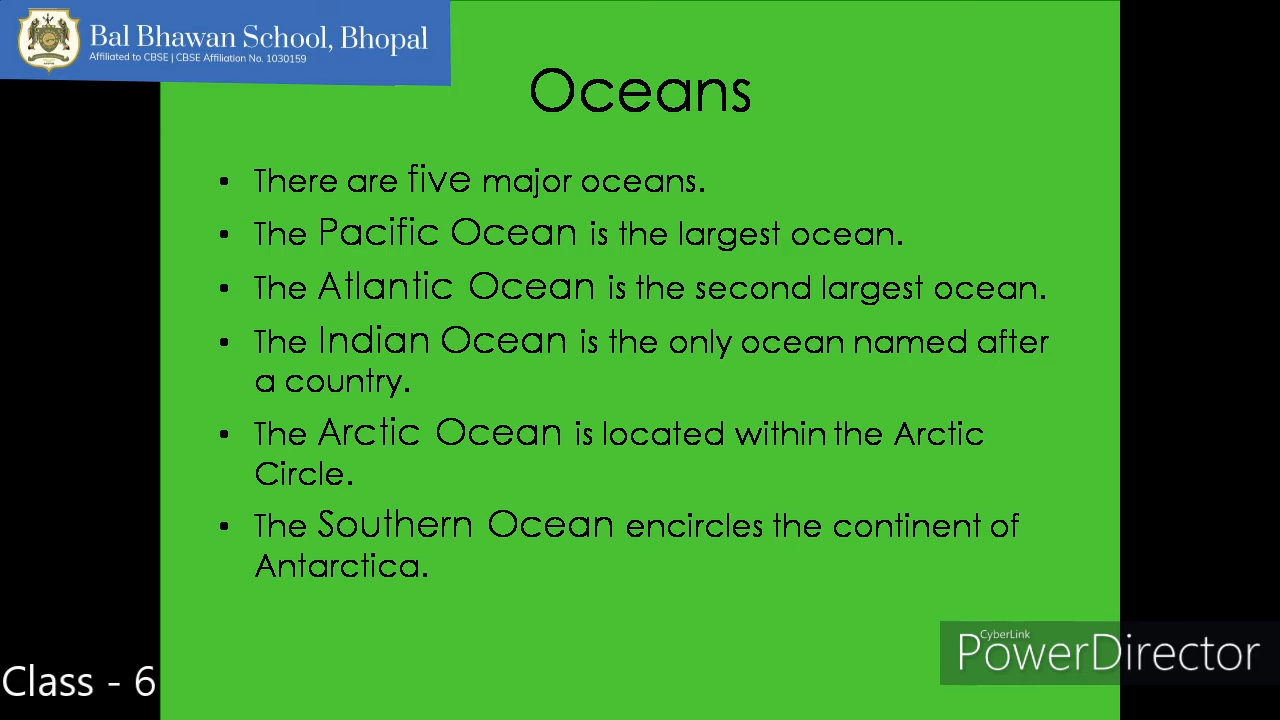 Bal Bhawan School, Bhopal
Affiliated to CBSE | CBSE Affiliation No. 1030159
Oceans
• There are five major oceans.
• The Pacific Ocean is the largest ocean.
• The Atlantic Ocean is the second largest ocean.
• The Indian Ocean is the only ocean named after
a country.
• The Arctic Ocean is located within the Arctic
Circle.
• The Southern Ocean encircles the continent of
Antarctica.
CyberLink
PowerDirector
Class - 6